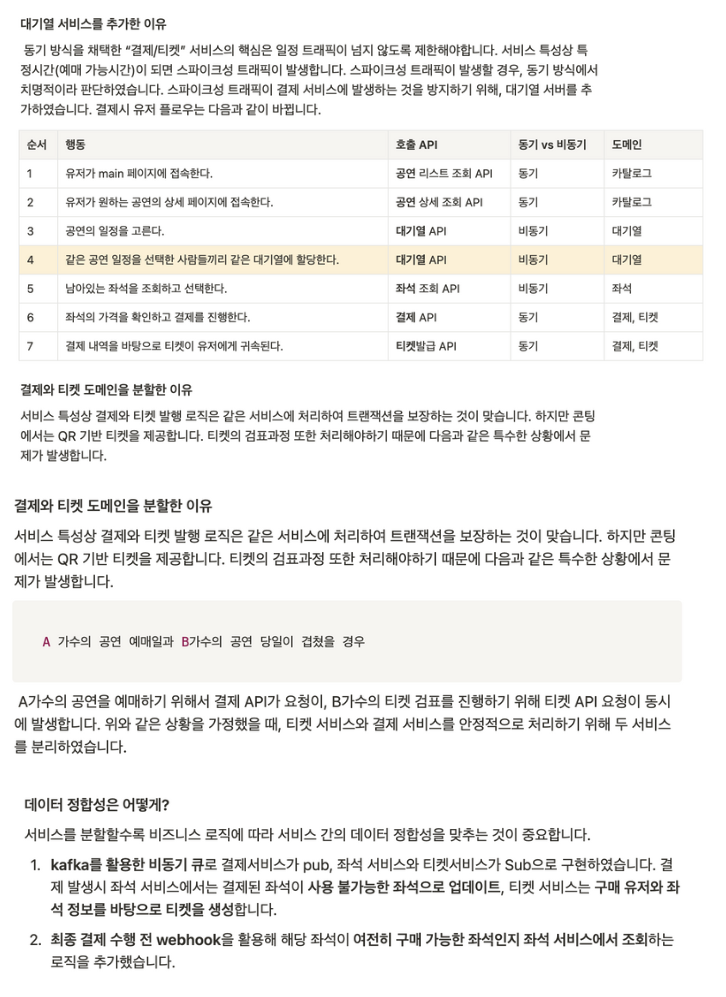 대기열 서비스를 추가한 이유
동기 방식을 채택한 “결제/티켓” 서비스의 핵심은 일정 트래픽이 넘지 않도록 제한해야합니다. 서비스 특성상 특
정시간(예매 가능시간)이 되면 스파이크성 트래픽이 발생합니다. 스파이크성 트래픽이 발생할 경우, 동기 방식에서
치명적이라 판단하였습니다. 스파이크성 트래픽이 결제 서비스에 발생하는 것을 방지하기 위해, 대기열 서버를 추
가하였습니다. 결제시 유저 플로우는 다음과 같이 바뀝니다.
순서 행동 호출 API 동기 vs 비동기 도메인
1 유저가 main 페이지에 접속한다. 공연 리스트 조회 API 동기 카탈로그
2 유저가 원하는 공연의 상세 페이지에 접속한다. 공연 상세 조회 API 동기 카탈로그
3 공연의 일정을 고른다. 대기열 API 비동기 대기열
4 같은 공연 일정을 선택한 사람들끼리 같은 대기열에 할당한다. 대기열 API 비동기 대기열
5 남아있는 좌석을 조회하고 선택한다. 좌석 조회 API 비동기 좌석
6 좌석의 가격을 확인하고 결제를 진행한다. 결제 API 동기 결제, 티켓
7 결제 내역을 바탕으로 티켓이 유저에게 귀속된다. 티켓발급 API 동기 결제, 티켓
결제와 티켓 도메인을 분할한 이유
서비스 특성상 결제와 티켓 발행 로직은 같은 서비스에 처리하여 트랜잭션을 보장하는 것이 맞습니다. 하지만 콘팅
에서는 QR 기반 티켓을 제공합니다. 티켓의 검표과정 또한 처리해야하기 때문에 다음과 같은 특수한 상황에서 문
제가 발생합니다.
결제와 티켓 도메인을 분할한 이유
서비스 특성상 결제와 티켓 발행 로직은 같은 서비스에 처리하여 트랜잭션을 보장하는 것이 맞습니다. 하지만 콘팅
에서는 QR 기반 티켓을 제공합니다. 티켓의 검표과정 또한 처리해야하기 때문에 다음과 같은 특수한 상황에서 문
제가 발생합니다.
A 가수의 공연 예매일과 B가수의 공연 당일이 겹쳤을 경우
A가수의 공연을 예매하기 위해서 결제 API가 요청이, B가수의 티켓 검표를 진행하기 위해 티켓 API 요청이 동시
에 발생합니다. 위와 같은 상황을 가정했을 때, 티켓 서비스와 결제 서비스를 안정적으로 처리하기 위해 두 서비스
를 분리하였습니다.
데이터 정합성은 어떻게?
서비스를 분할할수록 비즈니스 로직에 따라 서비스 간의 데이터 정합성을 맞추는 것이 중요합니다.
1. kafka를 활용한 비동기 큐로 결제서비스가 pub, 좌석 서비스와 티켓서비스가 Sub으로 구현하였습니다. 결
제 발생시 좌석 서비스에서는 결제된 좌석이 사용 불가능한 좌석으로 업데이트, 티켓 서비스는 구매 유저와 좌
석 정보를 바탕으로 티켓을 생성합니다.
2. 최종 결제 수행 전 webhook을 활용해 해당 좌석이 여전히 구매 가능한 좌석인지 좌석 서비스에서 조회하는
로직을 추가했습니다.